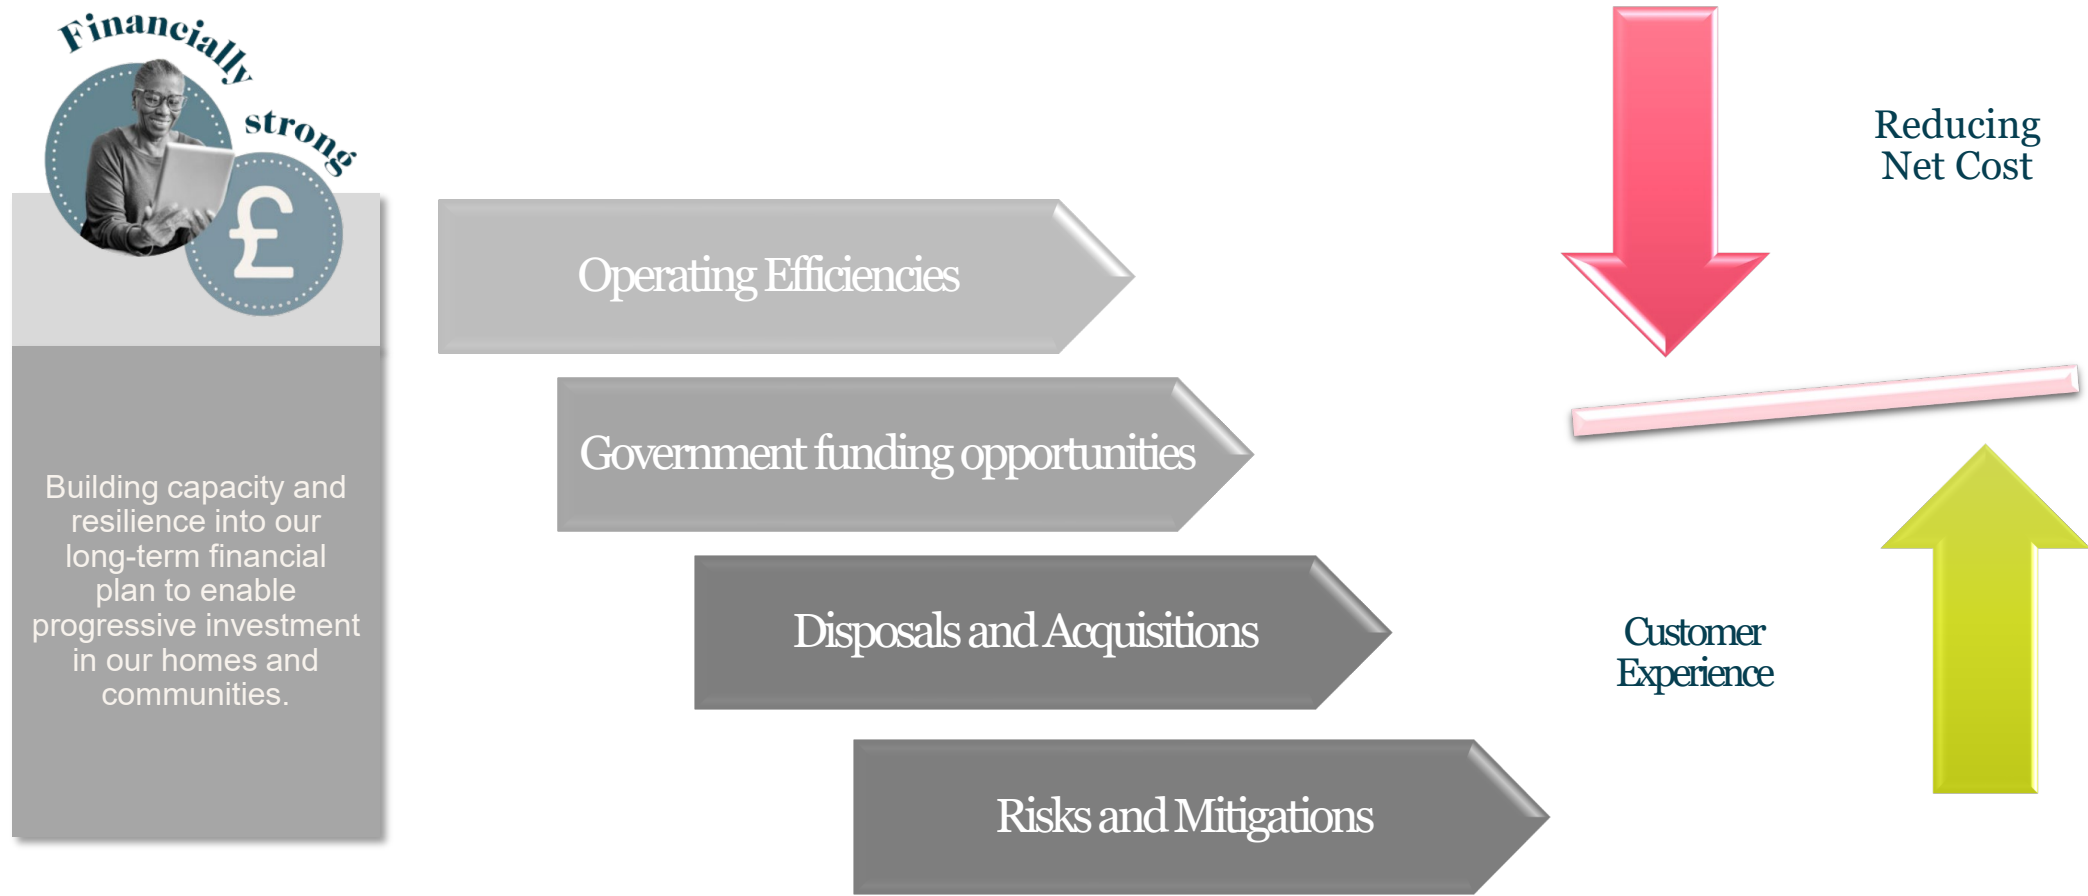 Financially
strong
£
Building capacity and
resilience into our
long-term financial
plan to enable
progressive investment
in our homes and
communities.
Operating Efficiencies
Government funding opportunities
Disposals and Acquisitions
Risks and Mitigations
Reducing
Net Cost
Customer
Experience